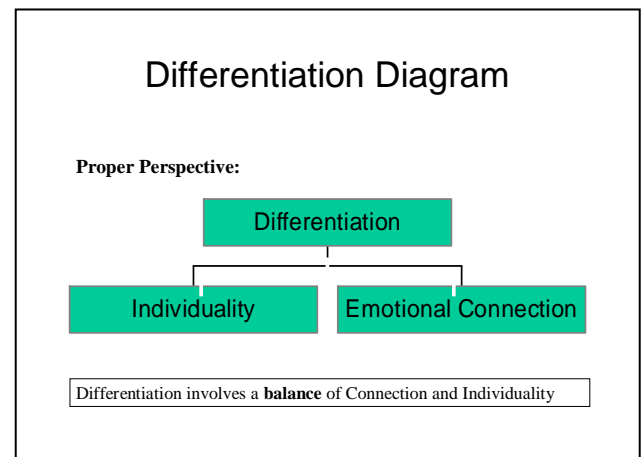 Differentiation Diagram
Proper Perspective:
Differentiation
Individuality
Emotional Connection
Differentiation involves a balance of Connection and Individuality